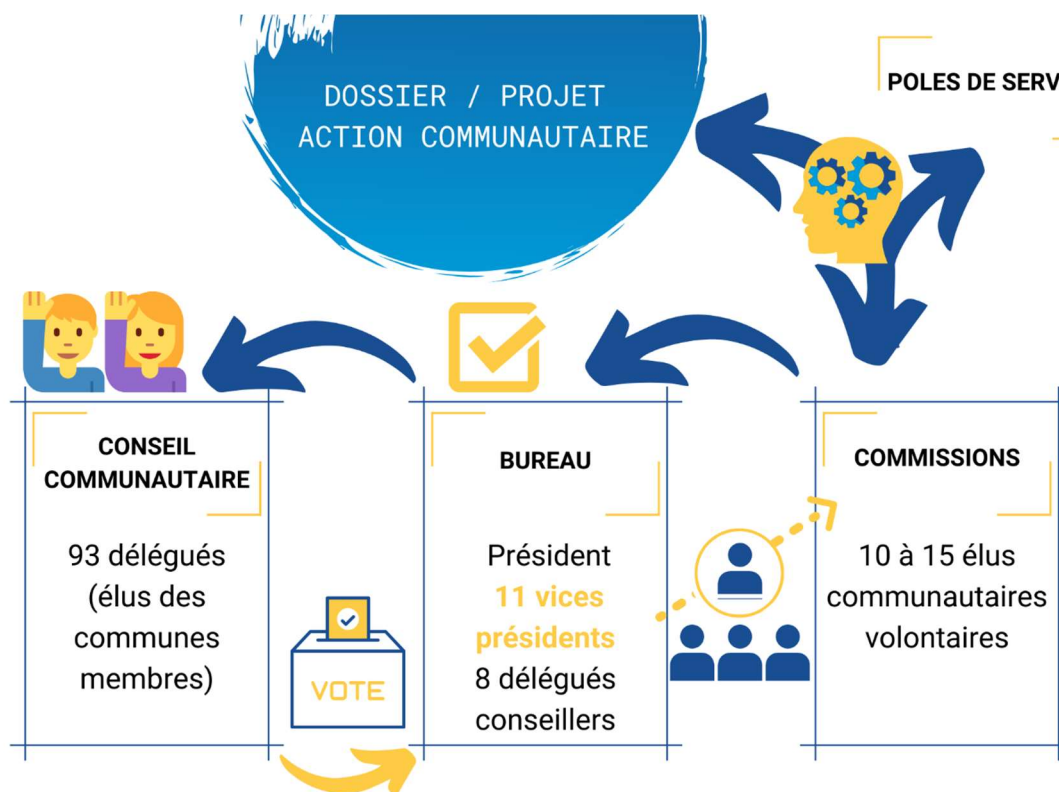 DOSSIER / PROJET
ACTION COMMUNAUTAIRE
POLES DE SERV
CONSEIL
COMMUNAUTAIRE
93 délégués
(élus des
communes
membres)
VOTE
BUREAU
Président
11 vices
présidents
8 délégués
conseillers
COMMISSIONS
10 à 15 élus
communautaires
volontaires